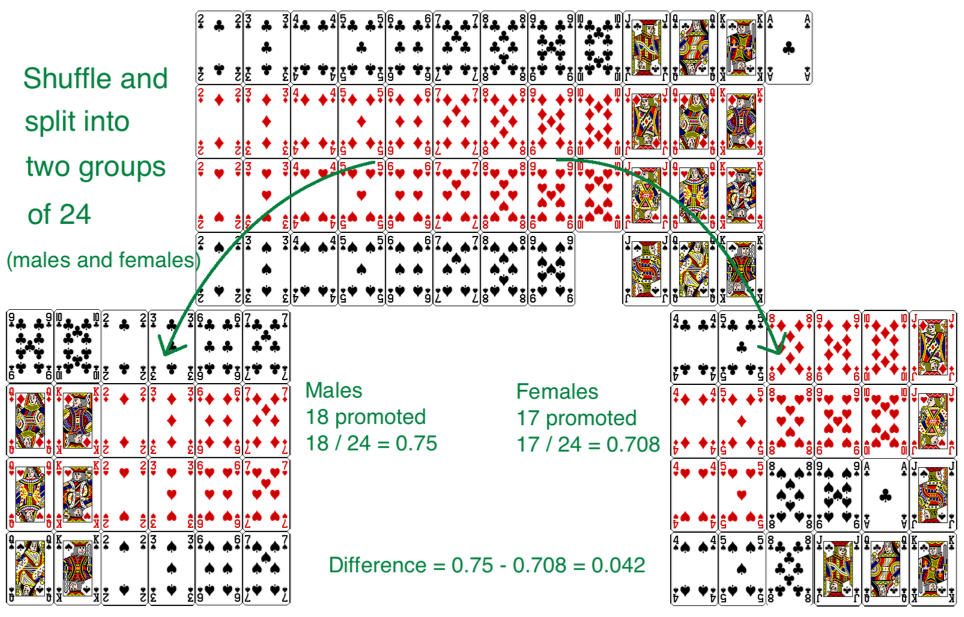 Shuffle and
split into
two groups
of 24
(males and females)
Males
18 promoted
18 / 24 = 0.75
Females
17 promoted
17 / 24 = 0.708
Difference = 0.75 - 0.708 = 0.042